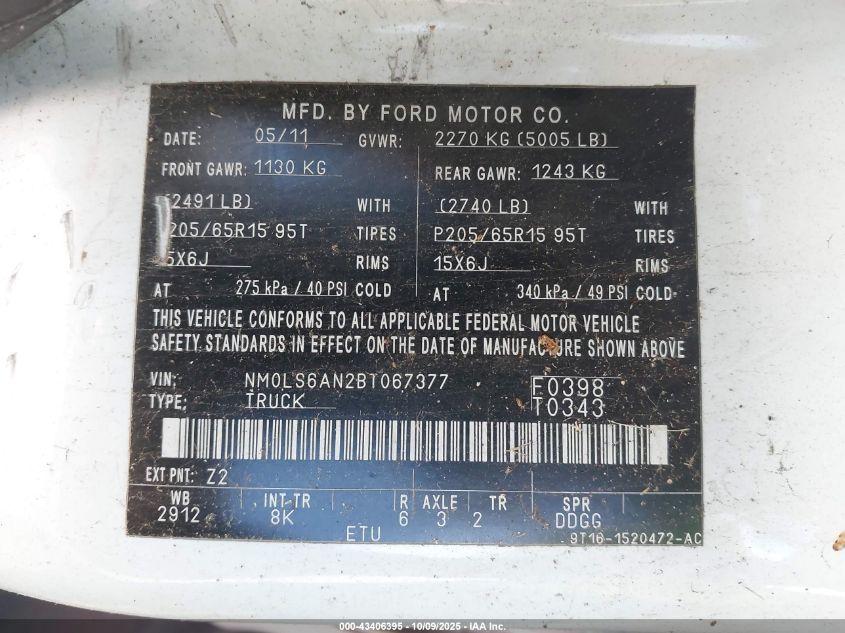 MFD. BY FORD MOTOR CO.
DATE: 05/11 GVWR: 2270 KG (5005 LB)
FRONT GAWR: 1130 KG REAR GAWR: 1243 KG
(2491 LB) WITH (2740 LB) WITH
P205/65R15 95T TIRES P205/65R15 95T TIRES
15X6J RIMS 15X6J RIMS
AT 275 kPa / 40 PSI COLD AT 340 kPa / 49 PSI COLD
THIS VEHICLE CONFORMS TO ALL APPLICABLE FEDERAL MOTOR VEHICLE
SAFETY STANDARDS IN EFFECT ON THE DATE OF MANUFACTURE SHOWN ABOVE
VIN: NM0LS6AN2BT067377 F0398
TYPE: TRUCK T0343
EXT PNT: Z2
WB INT TR R AXLE TR SPR
2912 8K 6 3 2 DDGG
ETU
9T16-1520472-AC
000-43406395 - 10/09/2025 - IAA Inc.